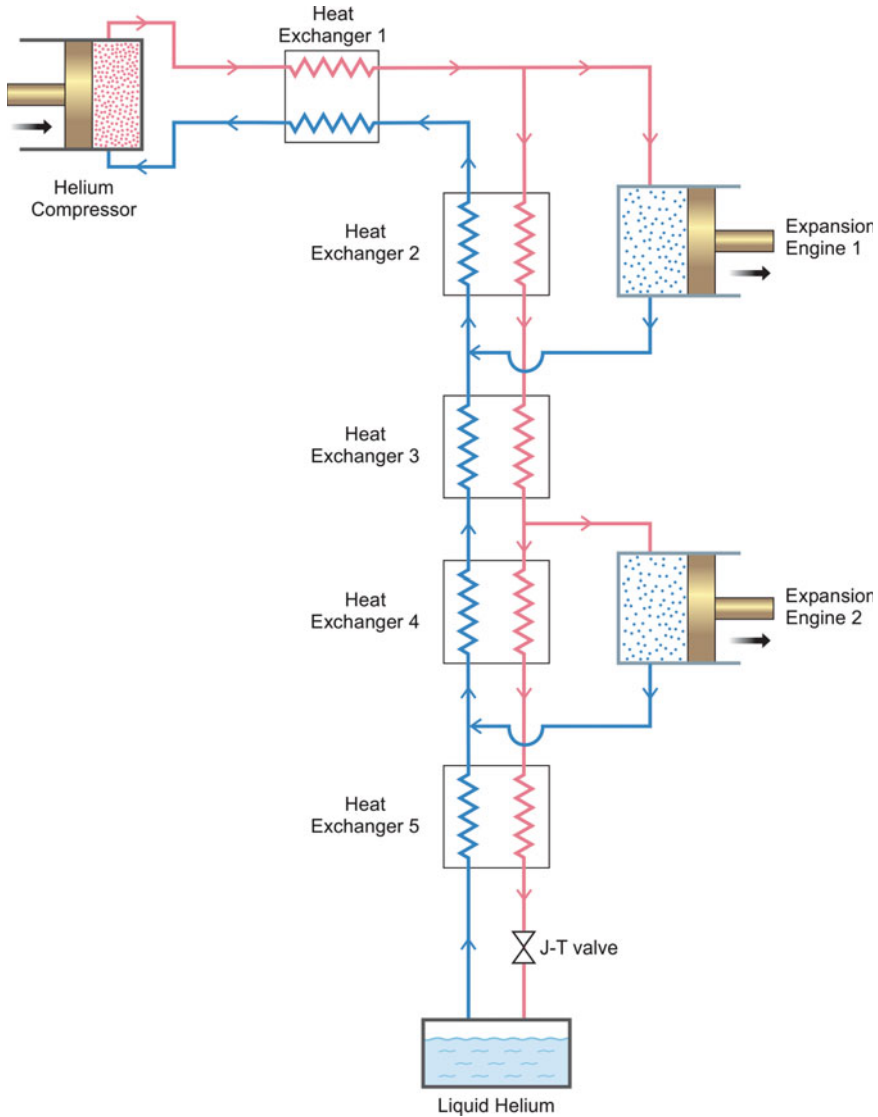 Heat
Exchanger 1
Helium
Compressor
Heat
Exchanger 2
Expansion
Engine 1
Heat
Exchanger 3
Heat
Exchanger 4
Expansion
Engine 2
Heat
Exchanger 5
J-T valve
Liquid Helium